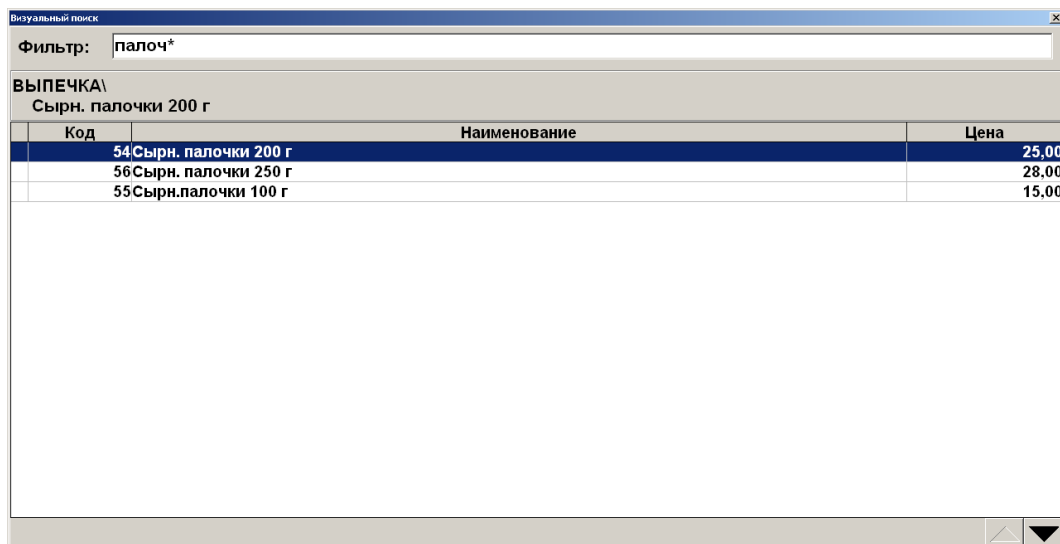 Визуальный поиск
Фильтр: палоч*
ВЫПЕЧКА\
Сырн. палочки 200 г
Код Наименование Цена
54 Сырн. палочки 200 г 25,00
56 Сырн. палочки 250 г 28,00
55 Сырн.палочки 100 г 15,00